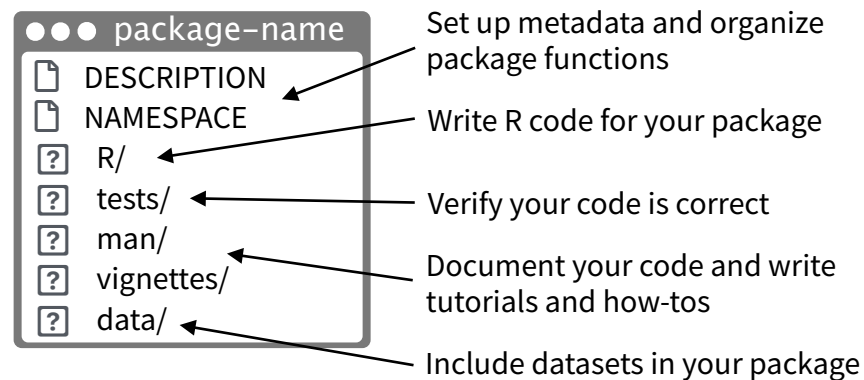 package-name
DESCRIPTION
NAMESPACE
? R/
? tests/
? man/
? vignettes/
? data/
Set up metadata and organize
package functions
Write R code for your package
Verify your code is correct
Document your code and write
tutorials and how-tos
Include datasets in your package